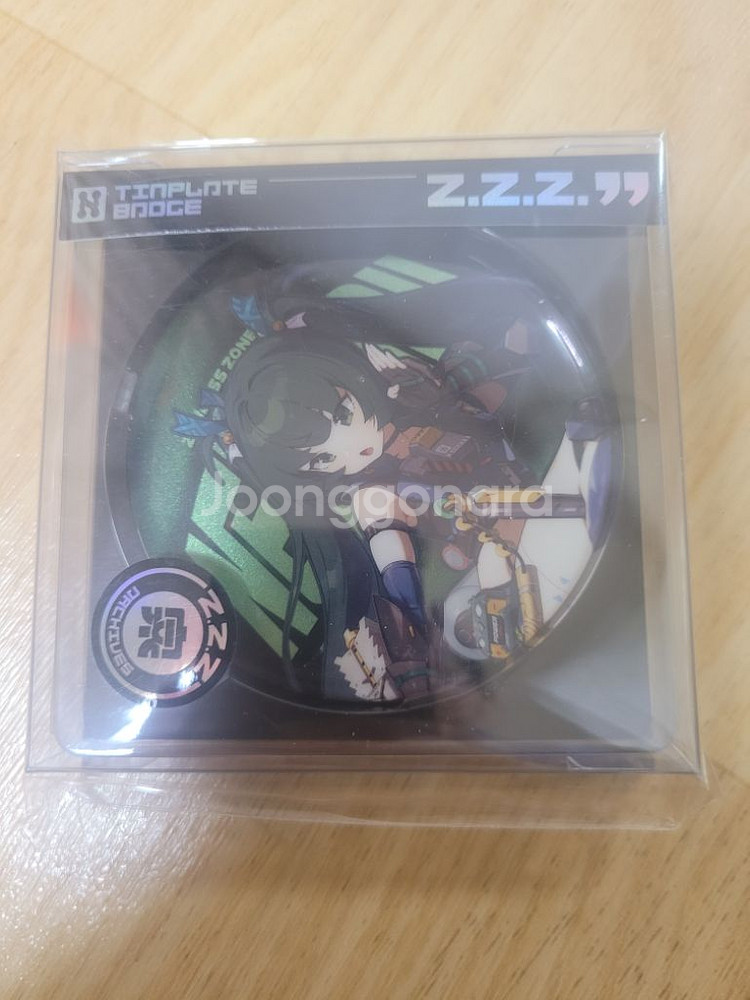 N
TINPLATE
BADGE
Z.Z.Z.”
SS ZONE
Joonggonara
Z.Z.Z.
ARCHIVES